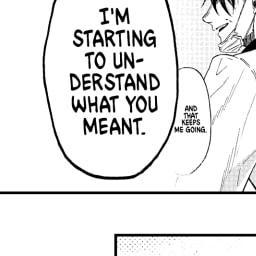 I'M
STARTING
TO UN-
DERSTAND
WHAT YOU
MEANT.
AND
THAT
KEEPS
ME GOING.